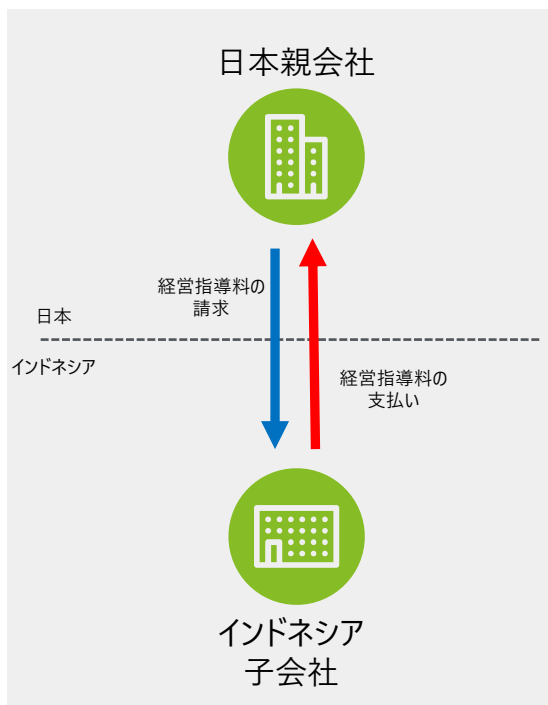 日本親会社
経営指導料の
請求
日本
インドネシア
経営指導料の
支払い
インドネシア
子会社